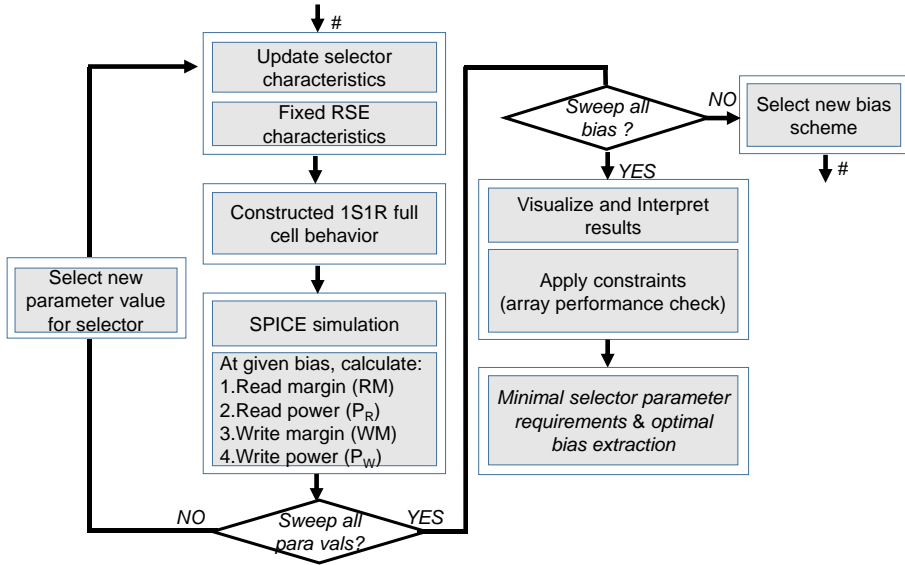 #
Update selector
characteristics
Fixed RSE
characteristics
Constructed 1S1R full
cell behavior
Select new
parameter value
for selector
SPICE simulation
At given bias, calculate:
1.Read margin (RM)
2.Read power (PR)
3.Write margin (WM)
4.Write power (PW)
NO
Sweep all
para vals?
YES
Sweep all
bias ?
NO
Select new bias
scheme
#
YES
Visualize and Interpret
results
Apply constraints
(array performance check)
Minimal selector parameter
requirements & optimal
bias extraction